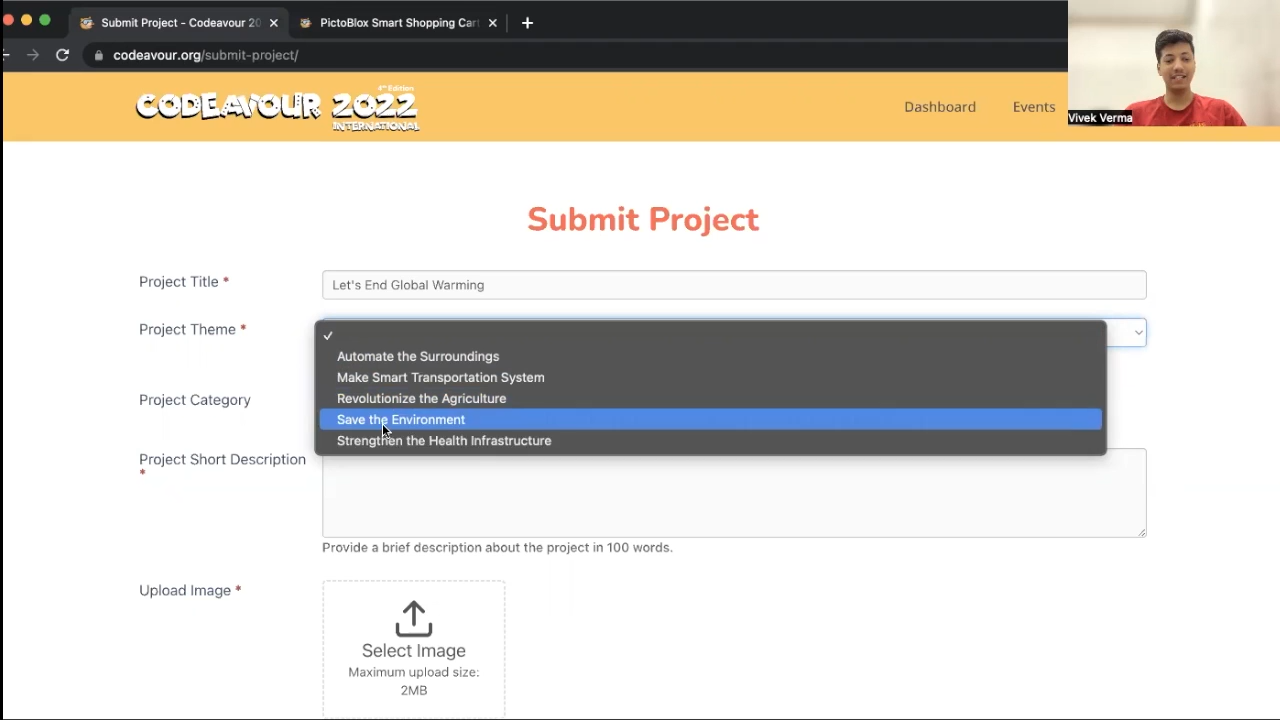 Submit Project - Codeavour 20
PictoBlox Smart Shopping Cart
codeavour.org/submit-project/
4th Edition
CODEAVOUR 2022
INTERNATIONAL
Dashboard
Events
Vivek Verma
Submit Project
Project Title *
Let's End Global Warming
Project Theme *
Automate the Surroundings
Make Smart Transportation System
Revolutionize the Agriculture
Project Category
Save the Environment
Strengthen the Health Infrastructure
Project Short Description
*
Provide a brief description about the project in 100 words.
Upload Image *
Select Image
Maximum upload size:
2MB